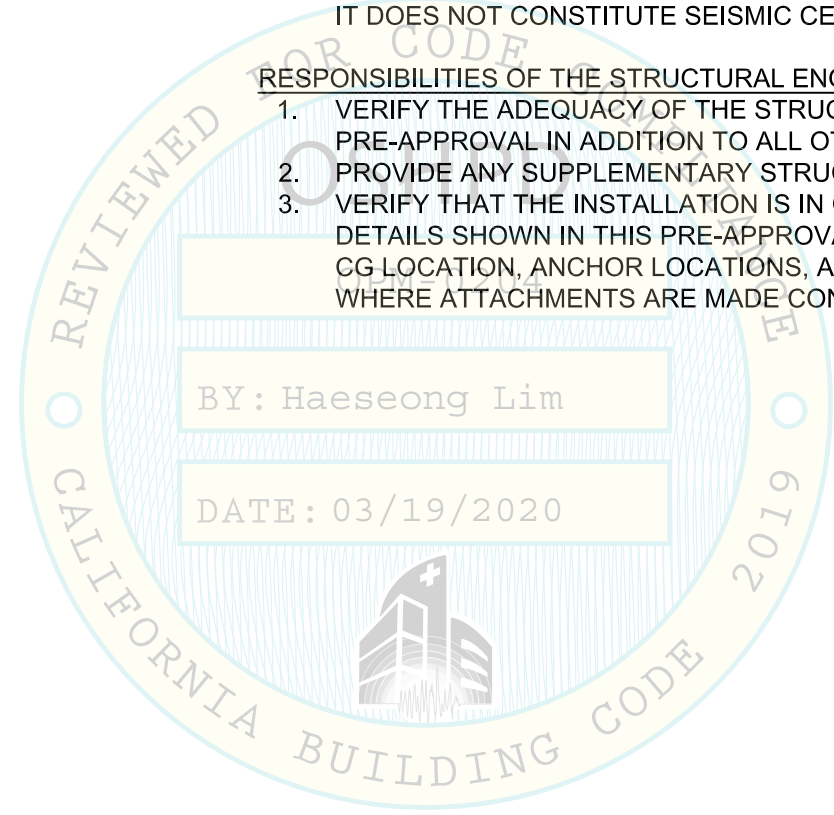 IT DOES NOT CONSTITUTE SEISMIC CE
RESPONSIBILITIES OF THE STRUCTURAL ENG
1. VERIFY THE ADEQUACY OF THE STRUC
PRE-APPROVAL IN ADDITION TO ALL OT
2. PROVIDE ANY SUPPLEMENTARY STRUC
3. VERIFY THAT THE INSTALLATION IS IN
DETAILS SHOWN IN THIS PRE-APPROVA
CG LOCATION, ANCHOR LOCATIONS, A
WHERE ATTACHMENTS ARE MADE CON
REVIEWED FOR CODE COMPLIANCE
OSHPD
OPM-0204
BY: Haeseong Lim
DATE: 03/19/2020
CALIFORNIA BUILDING CODE 2019